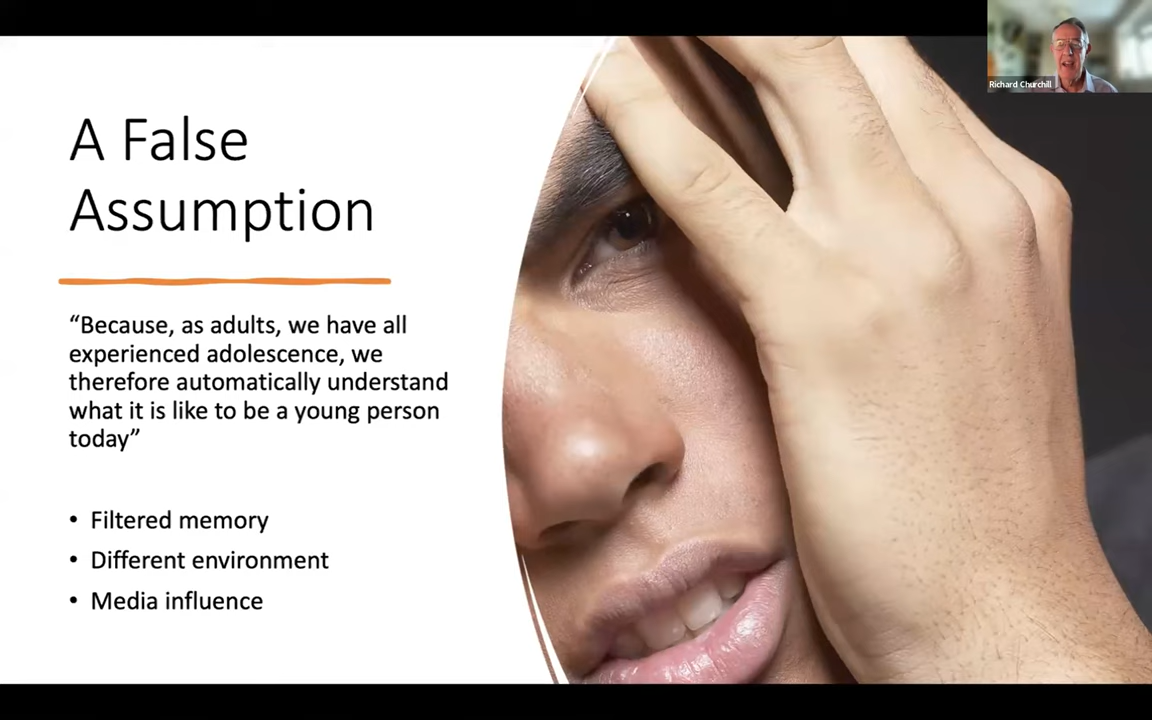 Richard Churchill
A False
Assumption
“Because, as adults, we have all
experienced adolescence, we
therefore automatically understand
what it is like to be a young person
today”
• Filtered memory
• Different environment
• Media influence